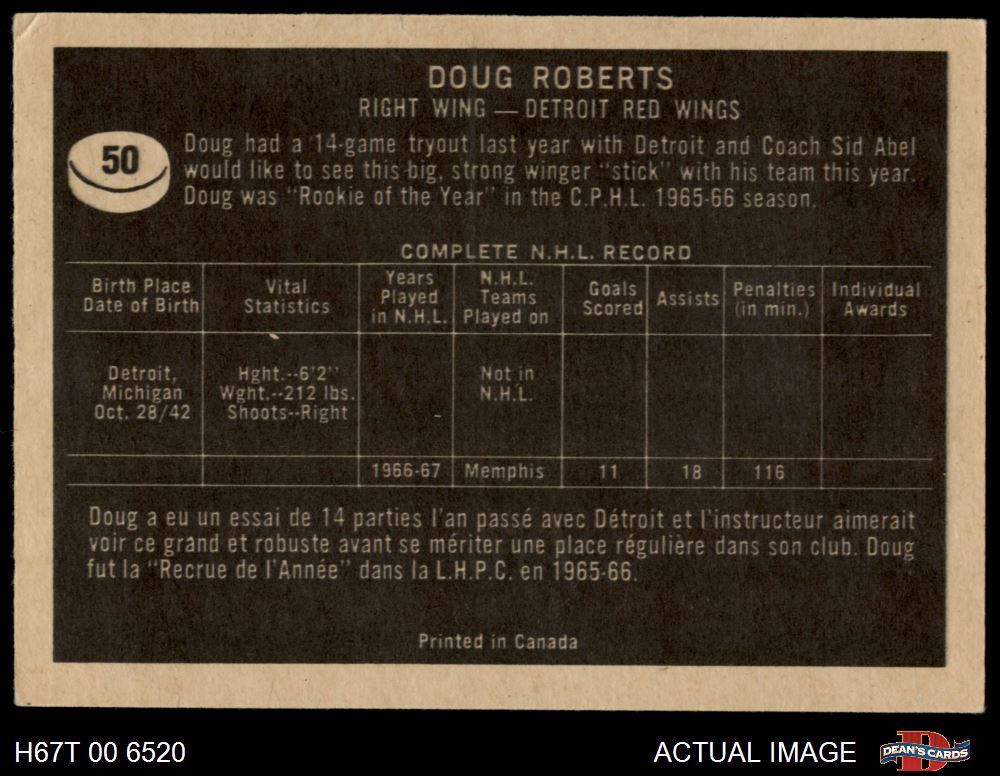 DOUG ROBERTS
RIGHT WING — DETROIT RED WINGS
50
Doug had a 14-game tryout last year with Detroit and Coach Sid Abel
would like to see this big, strong winger "stick" with his team this year.
Doug was "Rookie of the Year" in the C.P.H.L. 1965-66 season.
COMPLETE N.H.L. RECORD
Birth Place
Date of Birth
Vital
Statistics
Years
Played
in N.H.L.
N.H.L.
Teams
Played on
Goals
Scored
Assists
Penalties
(in min.)
Individual
Awards
Detroit,
Michigan
Oct. 28/42
Hght.--6'2"
Wght.--212 lbs.
Shoots--Right
Not in
N.H.L.
1966-67 Memphis 11 18 116
Doug a eu un essai de 14 parties l'an passé avec Détroit et l'instructeur aimerait
voir ce grand et robuste avant se mériter une place régulière dans son club. Doug
fut la "Recrue de l'Année" dans la L.H.P.C. en 1965-66.
Printed in Canada
H67T 00 6520
ACTUAL IMAGE
D
DEAN'S CARDS